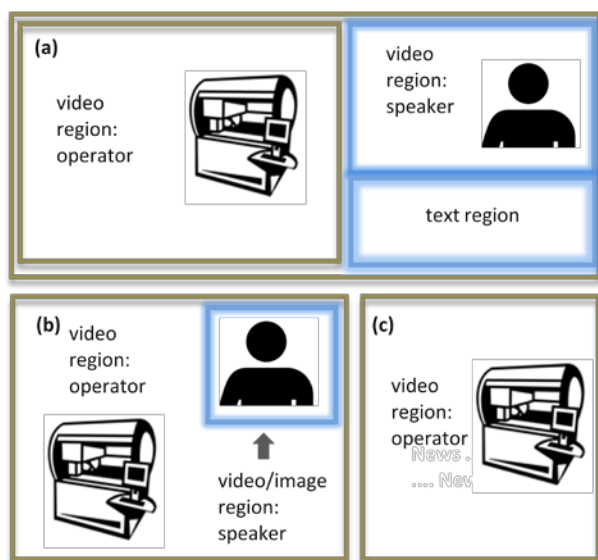 (a)
video
region:
operator
video
region:
speaker
text region
(b)
video
region:
operator
video/image
region:
speaker
(c)
video
region:
operator
News .
.... New